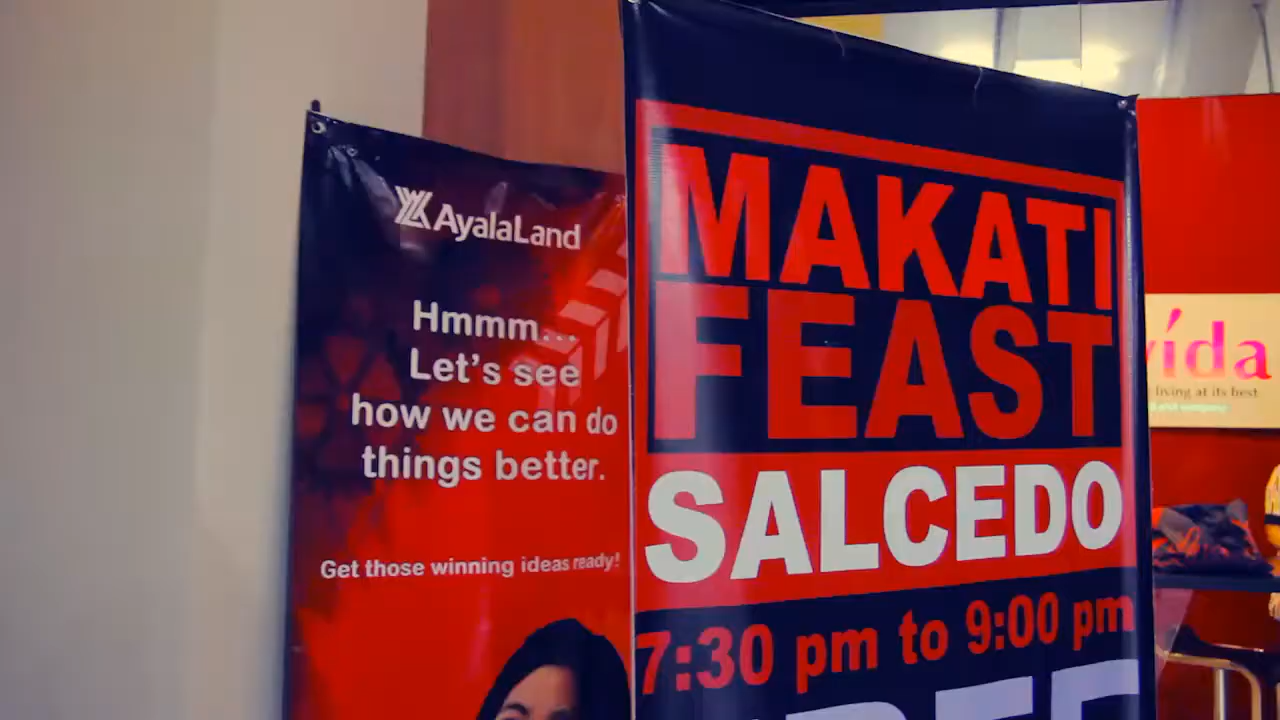 AyalaLand
Hmmm...
Let's see
how we can do
things better.
Get those winning ideas ready!
MAKATI
FEAST
SALCEDO
7:30 pm to 9:00 pm
vída
living at its best